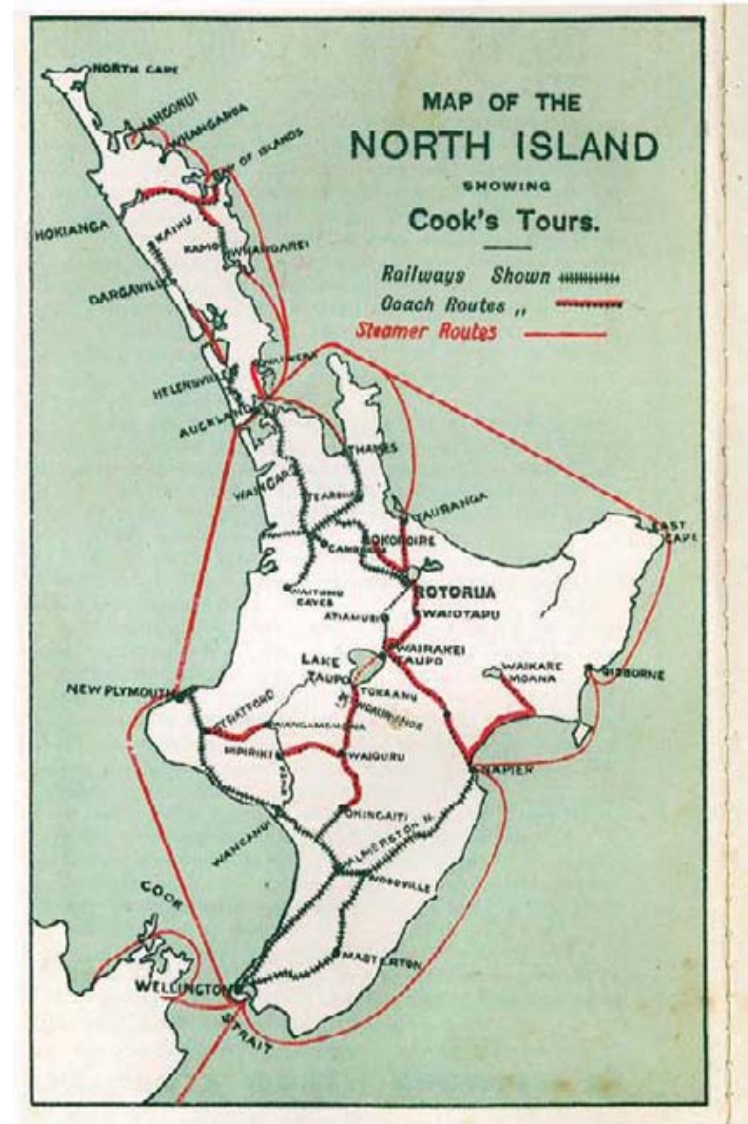 MAP OF THE
NORTH ISLAND
SHOWING
Cook's Tours.
Railways Shown
Coach Routes "
Steamer Routes
NORTH CAPE
MANGONUI
WHANGAROA
BAY OF ISLANDS
HOKIANGA
KAIHU
KAMO
WHANGAREI
DARGAVILLE
WAIWERA
HELENSVILLE
AUCKLAND
THAMES
WAINGARO
TEAROHA
TAURANGA
EAST CAPE
OKOROIRE
CAMBRIDGE
ROTORUA
WAITOMO CAVES
WAIOTAPU
ATIAMURI
WAIRAKEI
TAUPO
LAKE TAUPO
WAIKARE MOANA
GISBORNE
TOKAANU
NEW PLYMOUTH
STRATFORD
PIPIRIKI
WAIOURU
NAPIER
OHINGAITI
WANGANUI
PALMERSTON N.
WOODVILLE
COOK
MASTERTON
WELLINGTON
STRAIT